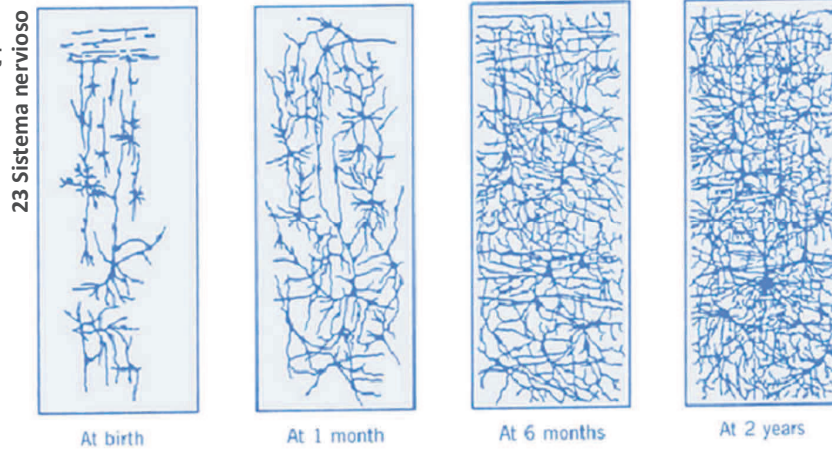 23 Sistema nervioso
At birth
At 1 month
At 6 months
At 2 years